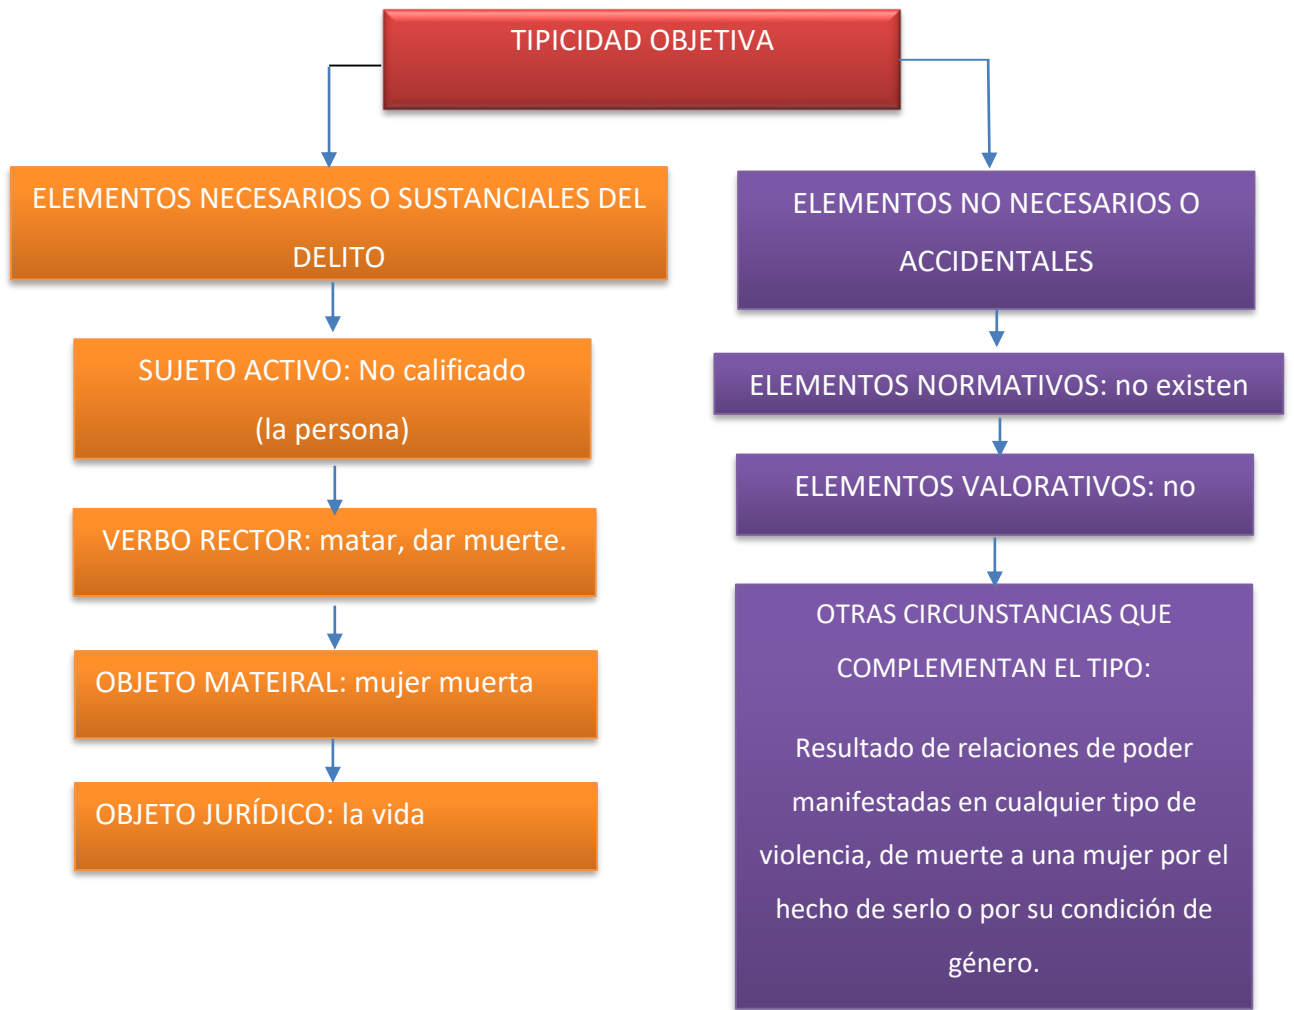 TIPICIDAD OBJETIVA
ELEMENTOS NECESARIOS O SUSTANCIALES DEL
DELITO
SUJETO ACTIVO: No calificado
(la persona)
VERBO RECTOR: matar, dar muerte.
OBJETO MATEIRAL: mujer muerta
OBJETO JURÍDICO: la vida
ELEMENTOS NO NECESARIOS O
ACCIDENTALES
ELEMENTOS NORMATIVOS: no existen
ELEMENTOS VALORATIVOS: no
OTRAS CIRCUNSTANCIAS QUE
COMPLEMENTAN EL TIPO:
Resultado de relaciones de poder
manifestadas en cualquier tipo de
violencia, de muerte a una mujer por el
hecho de serlo o por su condición de
género.